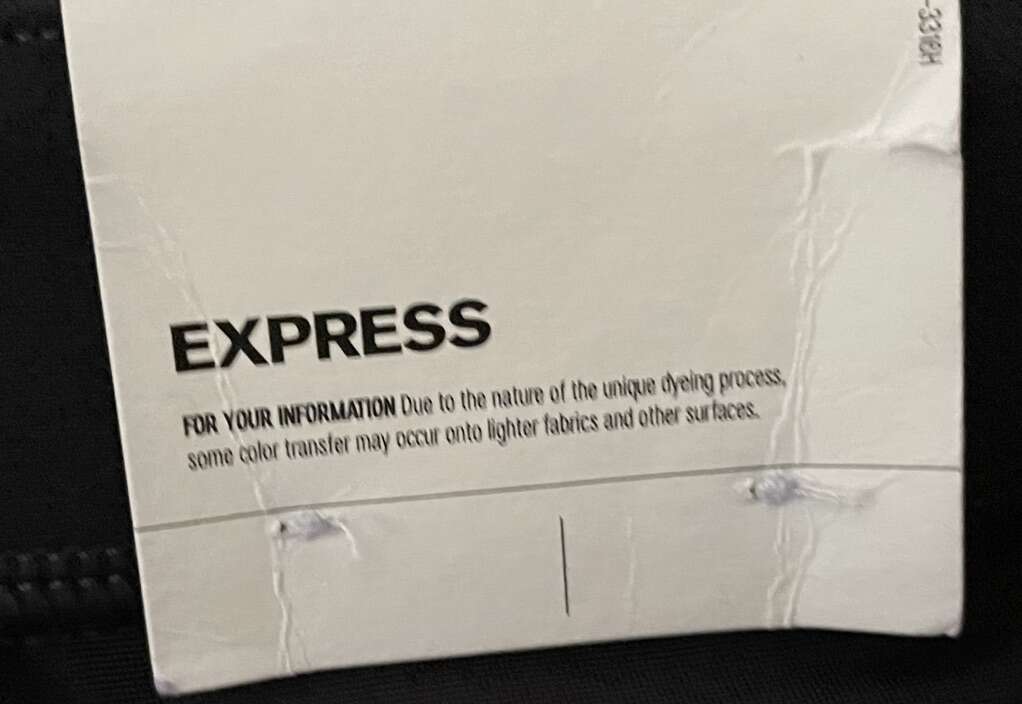 -3316H
EXPRESS
FOR YOUR INFORMATION Due to the nature of the unique dyeing process,
some color transfer may occur onto lighter fabrics and other surfaces.